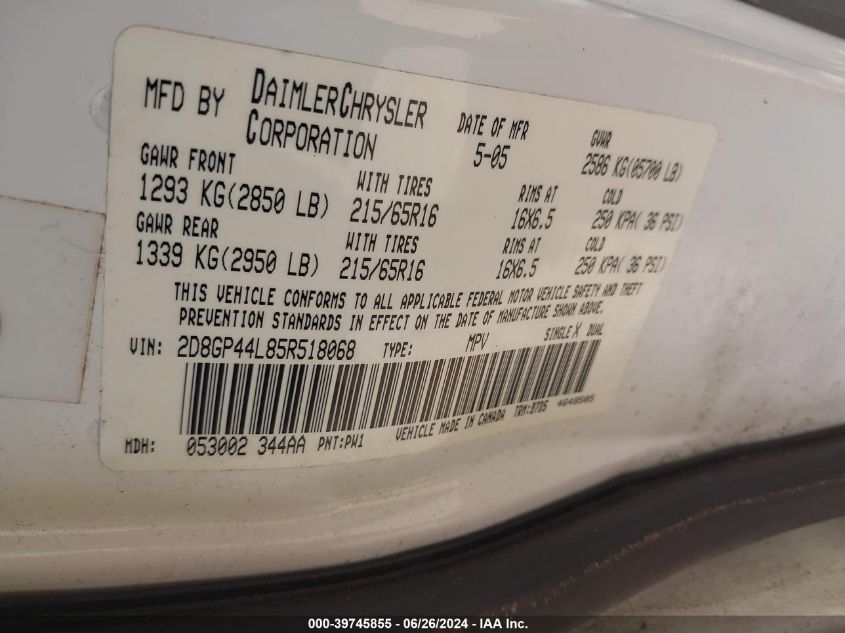 MFD BY DAIMLERCHRYSLER CORPORATION
DATE OF MFR 5-05
GVWR 2586 KG(05700 LB)
GAWR FRONT 1293 KG(2850 LB)
WITH TIRES 215/65R16
RIMS AT 16X6.5
COLD 250 KPA( 36 PSI)
GAWR REAR 1339 KG(2950 LB)
WITH TIRES 215/65R16
RIMS AT 16X6.5
COLD 250 KPA( 36 PSI)
THIS VEHICLE CONFORMS TO ALL APPLICABLE FEDERAL MOTOR VEHICLE SAFETY AND THEFT
PREVENTION STANDARDS IN EFFECT ON THE DATE OF MANUFACTURE SHOWN ABOVE.
VIN: 2D8GP44L85R518068 TYPE: MPV SINGLE X DUAL
MDH: 053002 344AA PNT:PW1 VEHICLE MADE IN CANADA TRM:B7D5 4648505
000-39745855 - 06/26/2024 - IAA Inc.